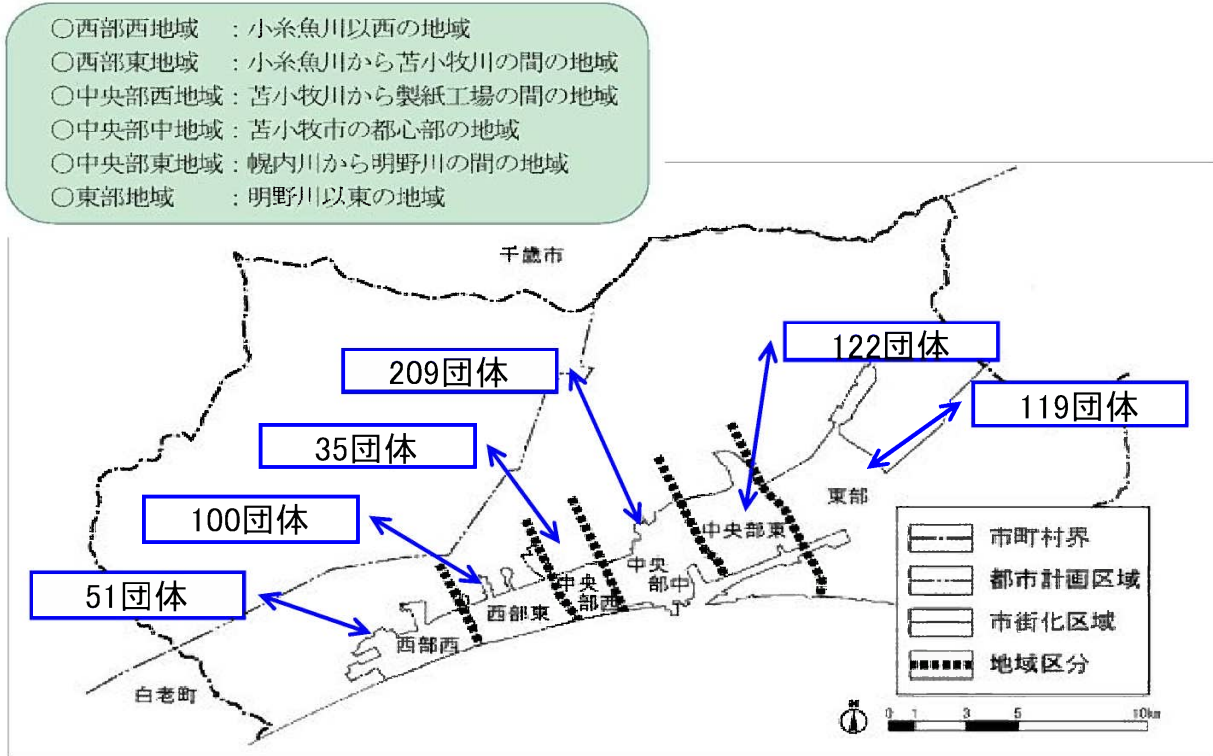 ○西部西地域　：小糸魚川以西の地域
○西部東地域　：小糸魚川から苫小牧川の間の地域
○中央部西地域：苫小牧川から製紙工場の間の地域
○中央部中地域：苫小牧市の都心部の地域
○中央部東地域：幌内川から明野川の間の地域
○東部地域　　：明野川以東の地域
千歳市
122団体
209団体
119団体
35団体
100団体
51団体
東部
中央部東
中央
部中
中央
部西
西部東
西部西
白老町
市町村界
都市計画区域
市街化区域
地域区分
N
0 1 3 5 10km